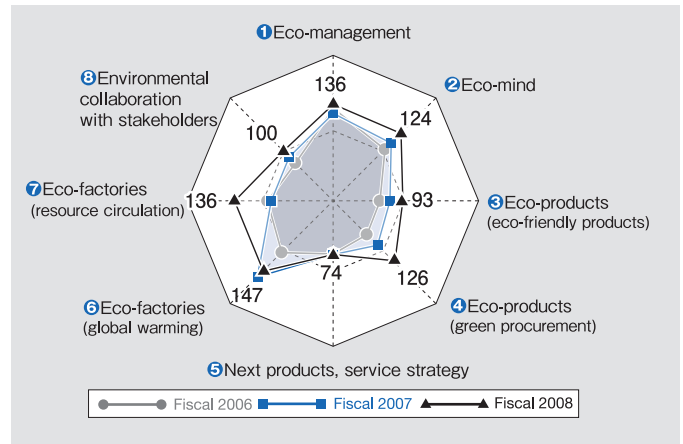 ❶Eco-management
❽Environmental
collaboration
with stakeholders
❷Eco-mind
136
124
100
❼Eco-factories
(resource circulation)
136
93
❸Eco-products
(eco-friendly products)
74
126
147
❻Eco-factories
(global warming)
❹Eco-products
(green procurement)
❺Next products, service strategy
Fiscal 2006 Fiscal 2007 Fiscal 2008